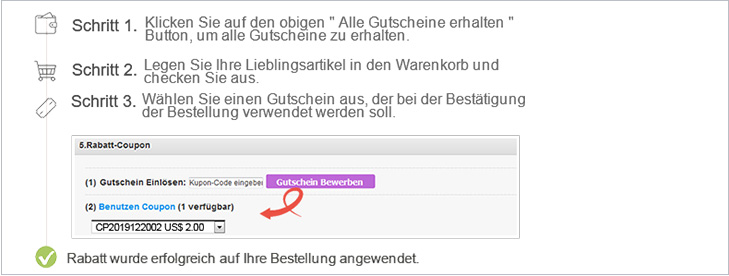 Schritt 1. Klicken Sie auf den obigen " Alle Gutscheine erhalten "
Button, um alle Gutscheine zu erhalten.
Schritt 2. Legen Sie Ihre Lieblingsartikel in den Warenkorb und
checken Sie aus.
Schritt 3. Wählen Sie einen Gutschein aus, der bei der Bestätigung
der Bestellung verwendet werden soll.
5.Rabatt-Coupon
(1) Gutschein Einlösen: Kupon-Code eingeben Gutschein Bewerben
(2) Benutzen Coupon (1 verfügbar)
CP2019122002 US$ 2.00
Rabatt wurde erfolgreich auf Ihre Bestellung angewendet.